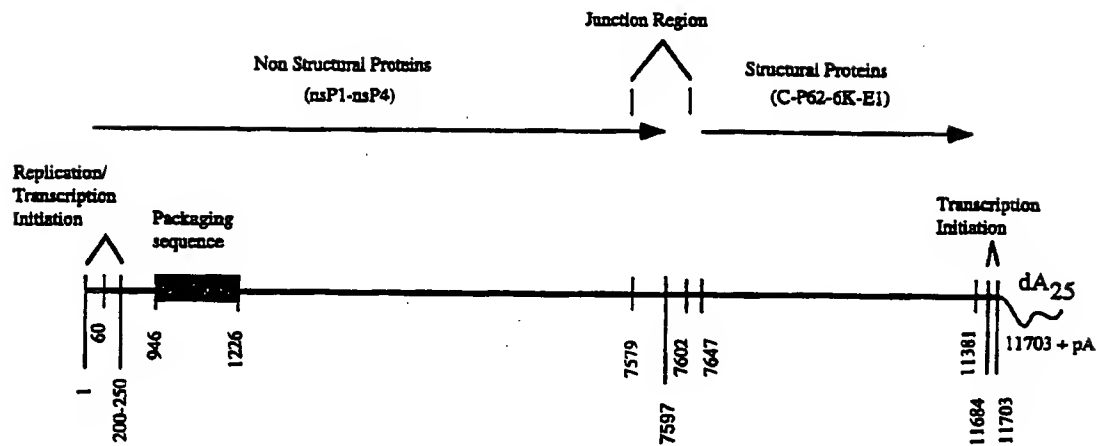 Junction Region
Non Structural Proteins
(nsP1-nsP4)
Structural Proteins
(C-P62-6K-E1)
Replication/
Transcription
Initiation
Packaging
sequence
Transcription
Initiation
dA25
11703 + pA
1
60
200-250
946
1226
7579
7597
7602
7647
11381
11684
11703